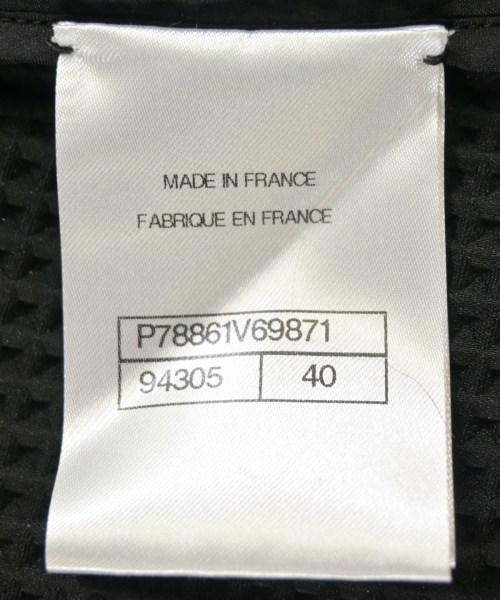 MADE IN FRANCE
FABRIQUE EN FRANCE
P78861V69871
94305 40